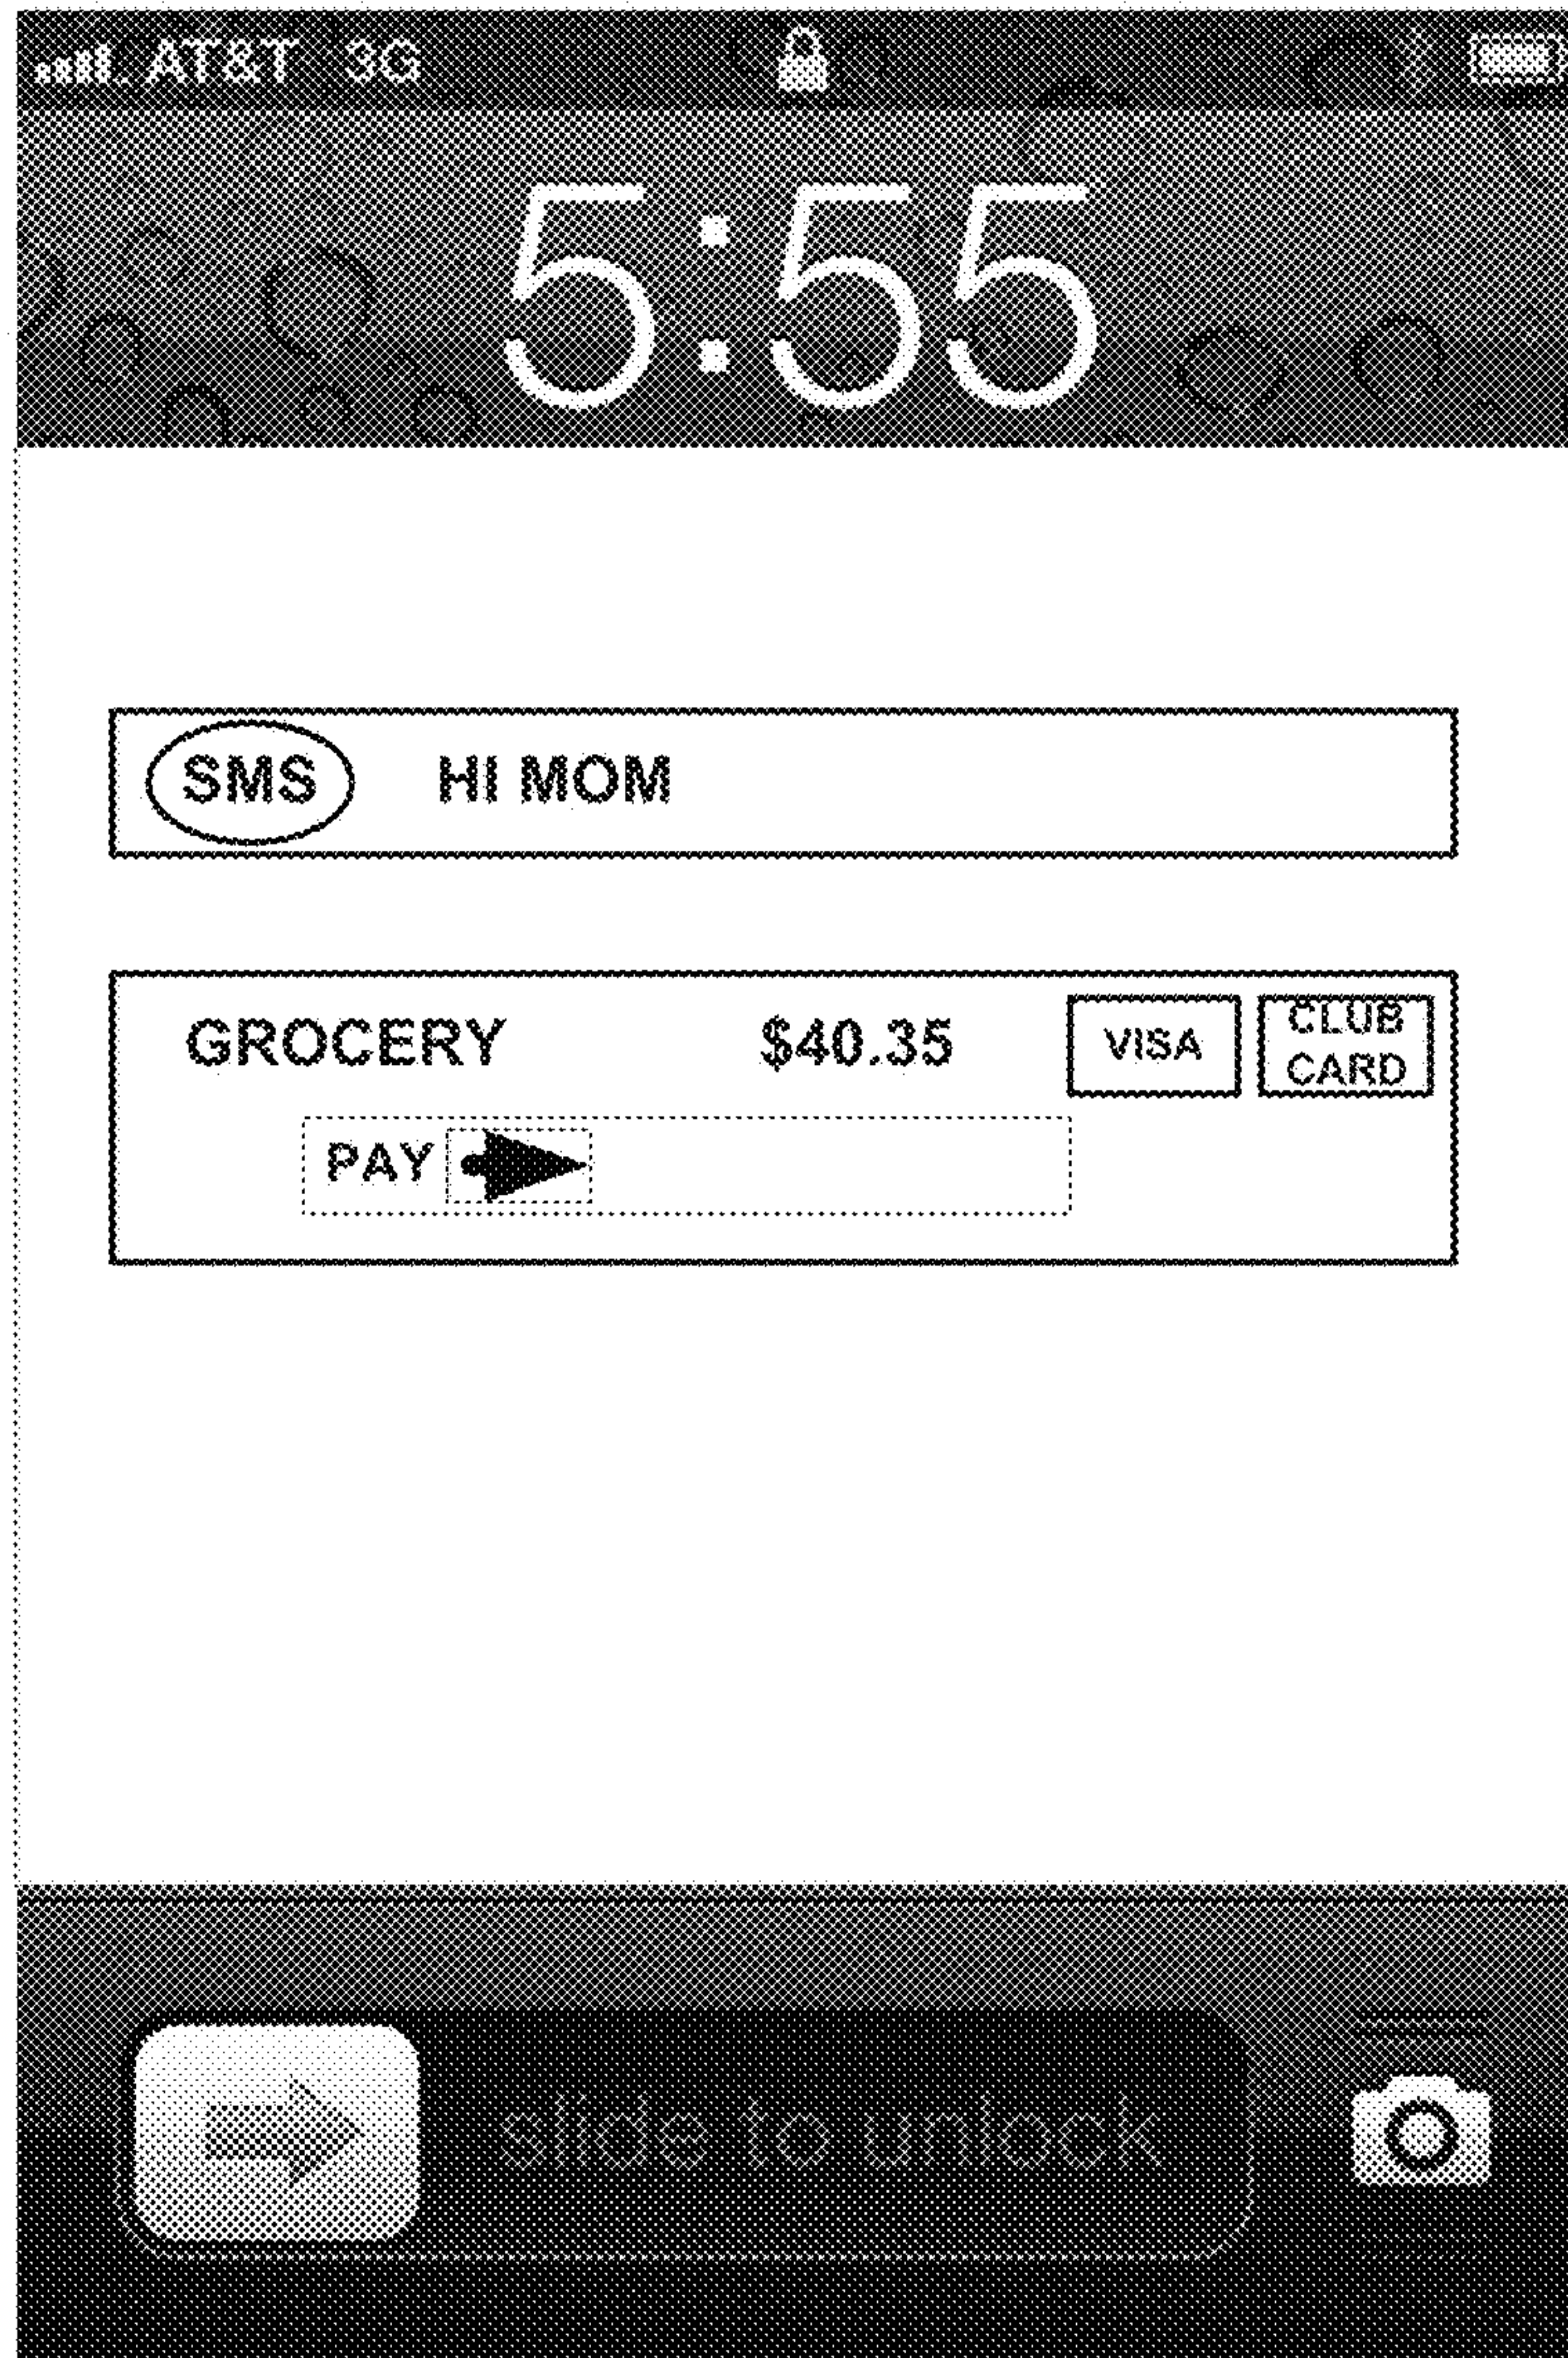 AT&T 3G
5:55
SMS HI MOM
GROCERY $40.35 VISA CLUB CARD
PAY
slide to unlock